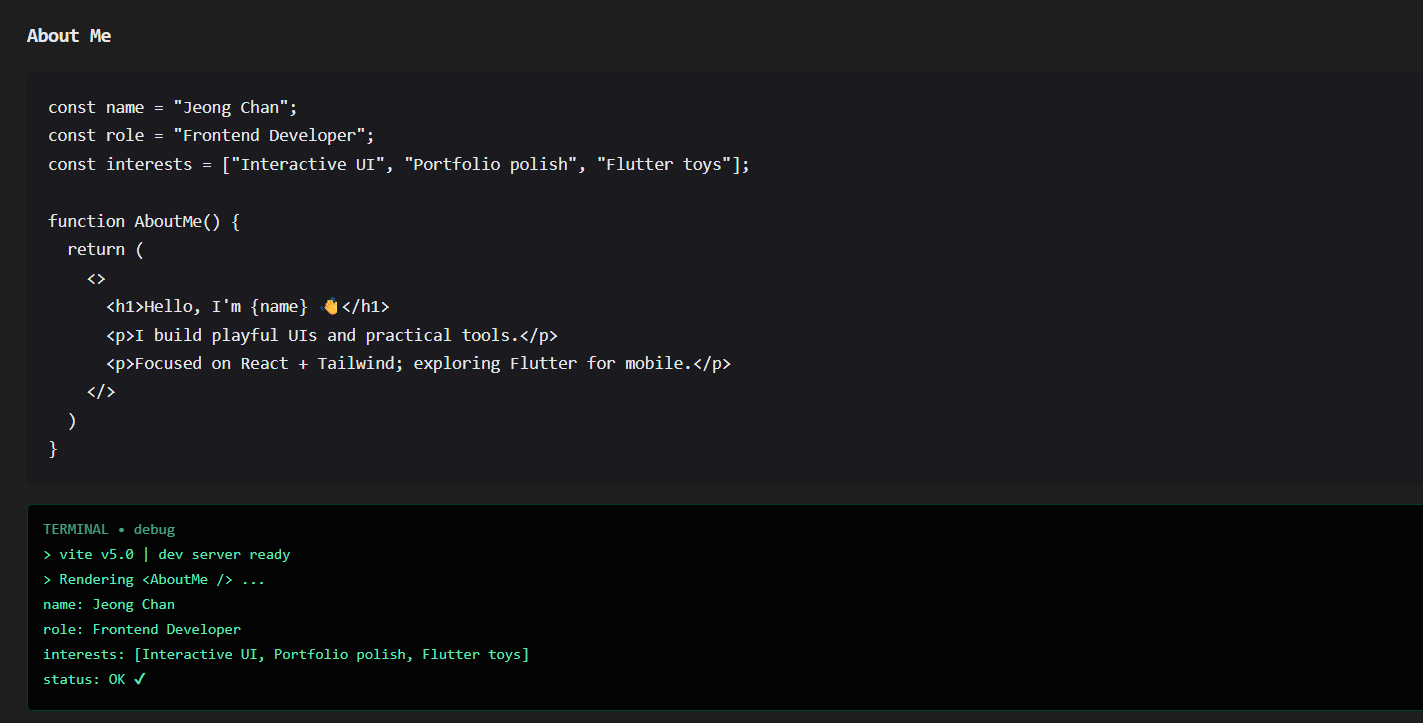 About Me
const name = "Jeong Chan";
const role = "Frontend Developer";
const interests = ["Interactive UI", "Portfolio polish", "Flutter toys"];
function AboutMe() {
  return (
    <>
      <h1>Hello, I'm {name} 👋</h1>
      <p>I build playful UIs and practical tools.</p>
      <p>Focused on React + Tailwind; exploring Flutter for mobile.</p>
    </>
  )
}
TERMINAL • debug
> vite v5.0 | dev server ready
> Rendering <AboutMe /> ...
name: Jeong Chan
role: Frontend Developer
interests: [Interactive UI, Portfolio polish, Flutter toys]
status: OK ✓